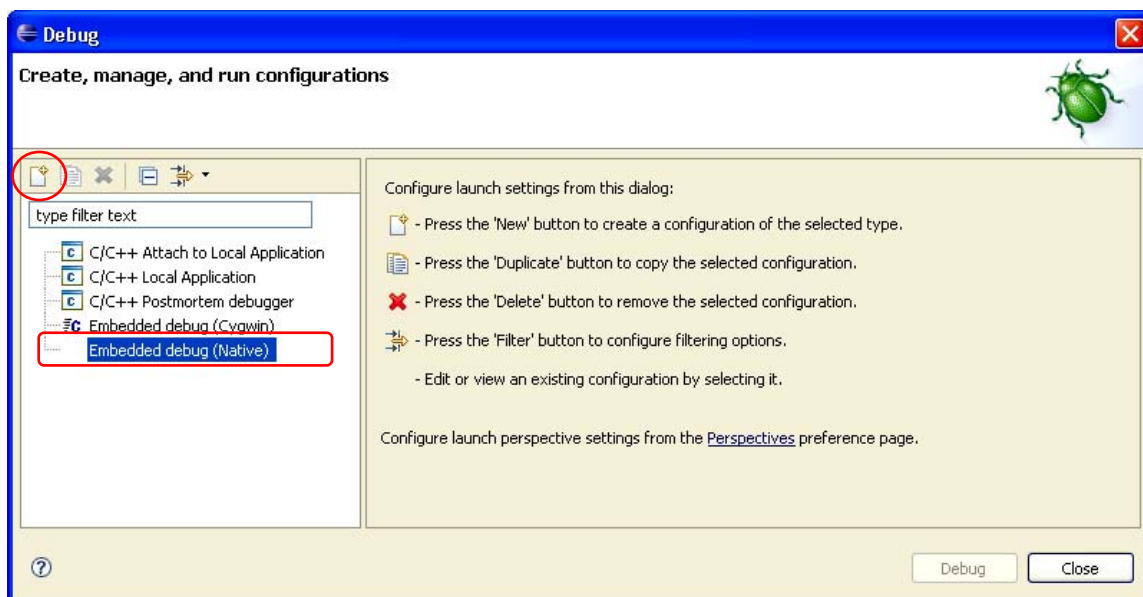 Debug
Create, manage, and run configurations
type filter text
C/C++ Attach to Local Application
C/C++ Local Application
C/C++ Postmortem debugger
Embedded debug (Cygwin)
Embedded debug (Native)
Configure launch settings from this dialog:
- Press the 'New' button to create a configuration of the selected type.
- Press the 'Duplicate' button to copy the selected configuration.
- Press the 'Delete' button to remove the selected configuration.
- Press the 'Filter' button to configure filtering options.
- Edit or view an existing configuration by selecting it.
Configure launch perspective settings from the Perspectives preference page.
Debug
Close